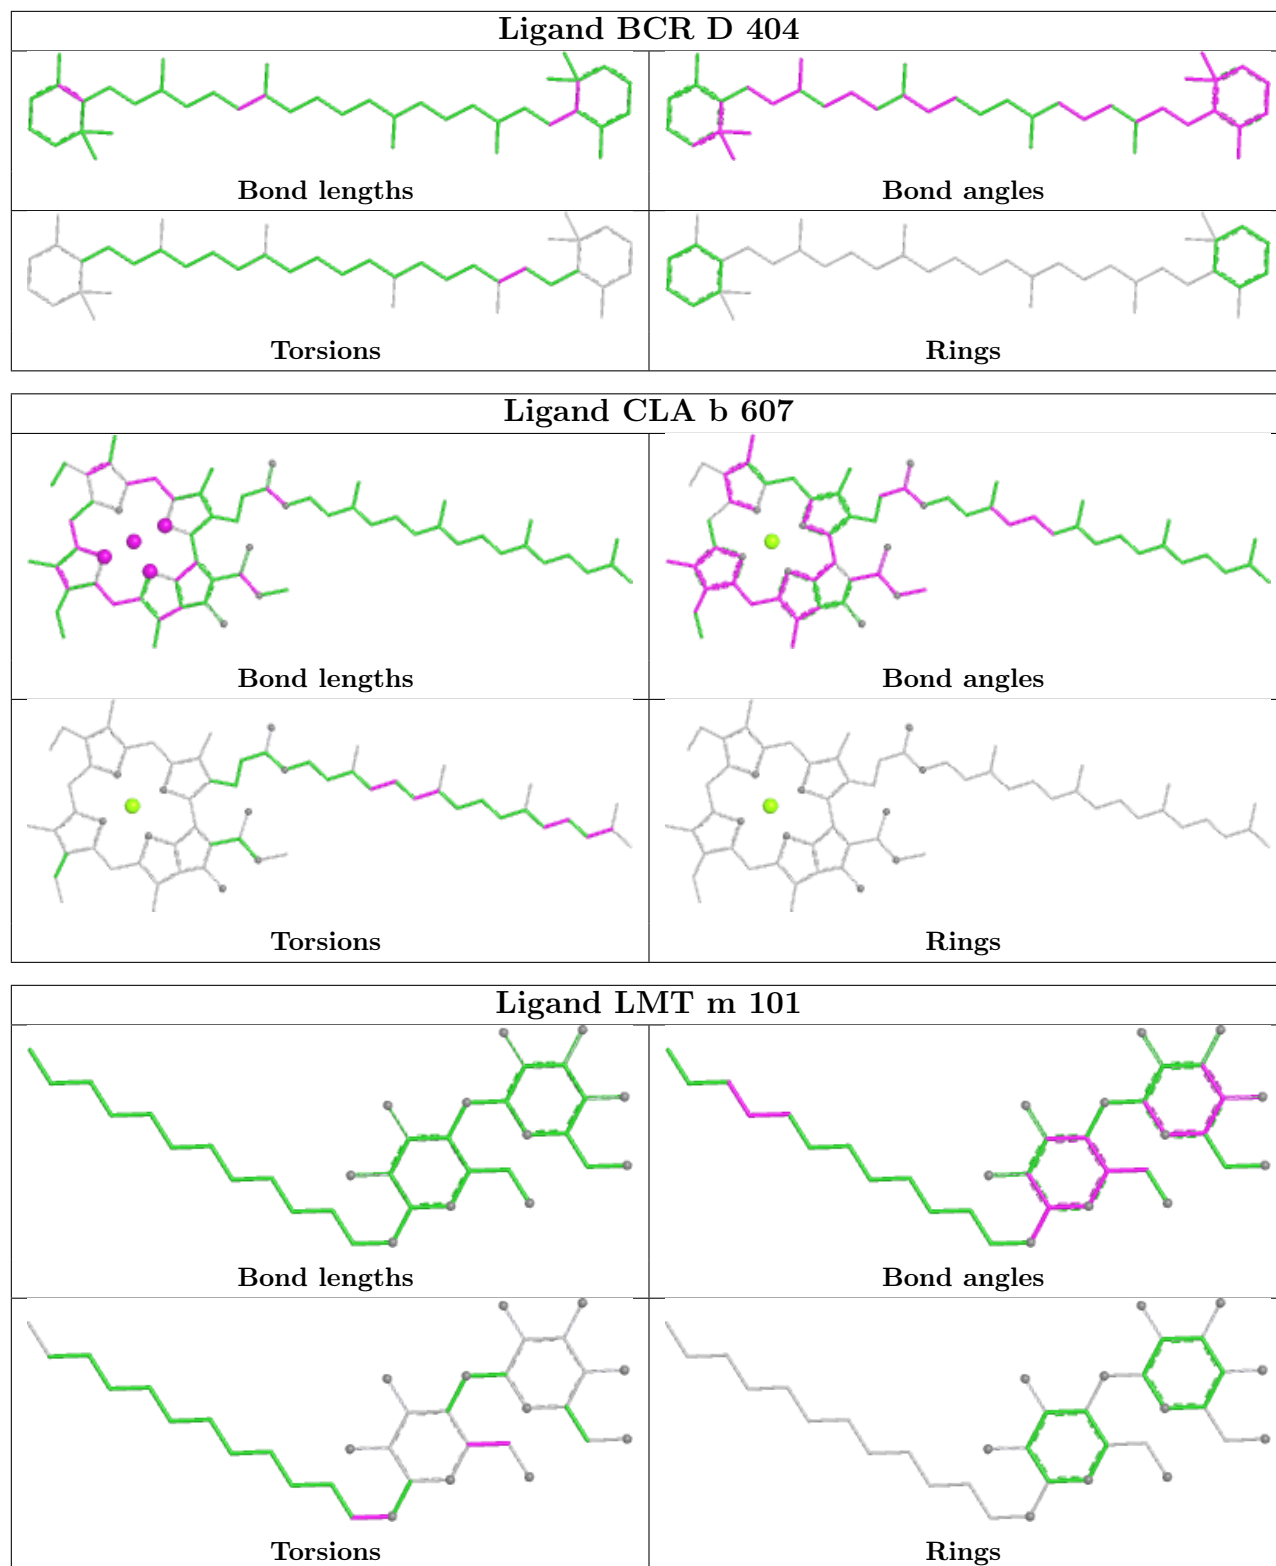 Ligand BCR D 404
Bond lengths
Bond angles
Torsions
Rings
Ligand CLA b 607
Bond lengths
Bond angles
Torsions
Rings
Ligand LMT m 101
Bond lengths
Bond angles
Torsions
Rings